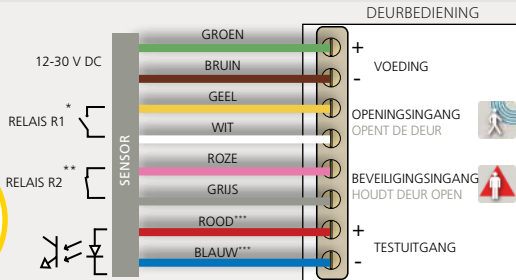 DEURBEDIENING
12-30 V DC
RELAIS R1 *
RELAIS R2 **
SENSOR
GROEN
BRUIN
GEEL
WIT
ROZE
GRIJS
ROOD***
BLAUW***
+
VOEDING
-
OPENINGSINGANG
OPENT DE DEUR
BEVEILIGINGSINGANG
HOUDT DEUR OPEN
+
TESTUITGANG
-